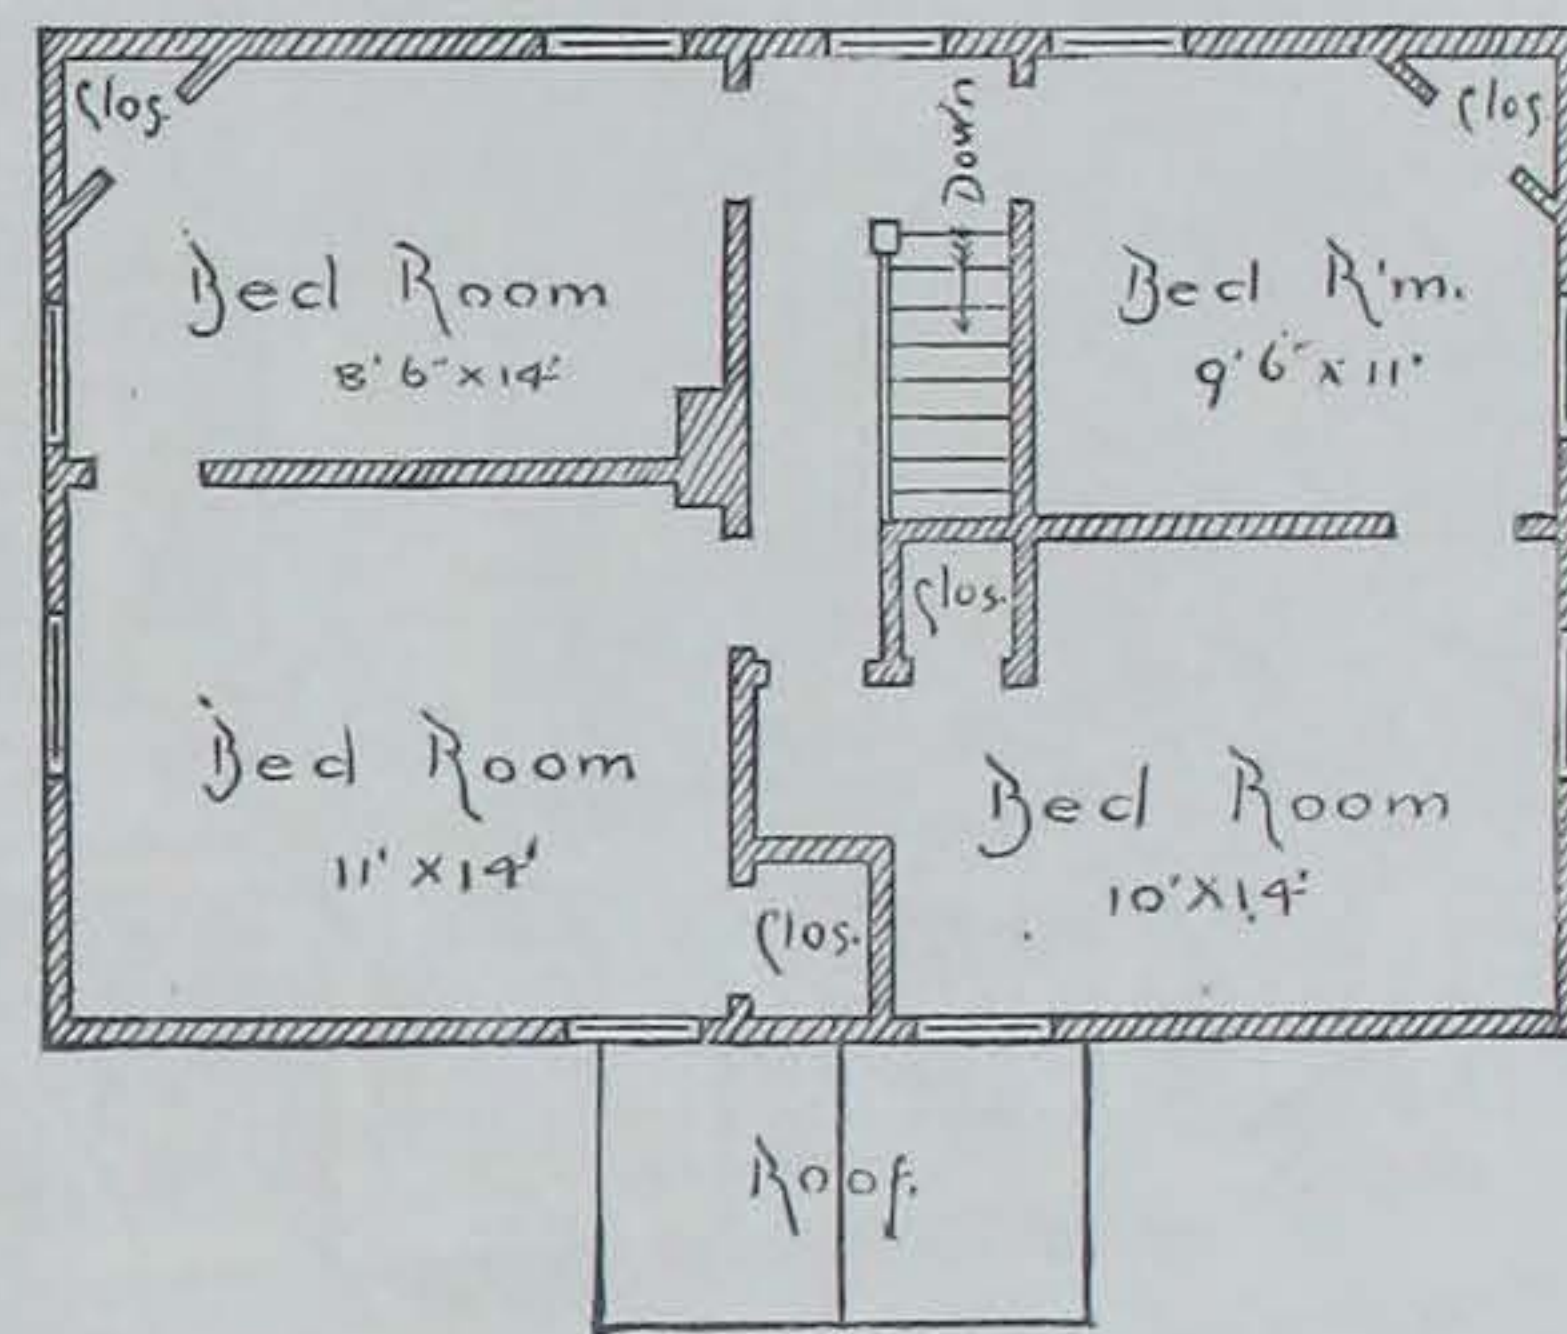 Clos.
Down
Clos.
Bed Room
8' 6" x 14'
Bed R'm.
9' 6" x 11'
Clos.
Bed Room
11' x 14'
Bed Room
10' x 14'
Clos.
Roof.